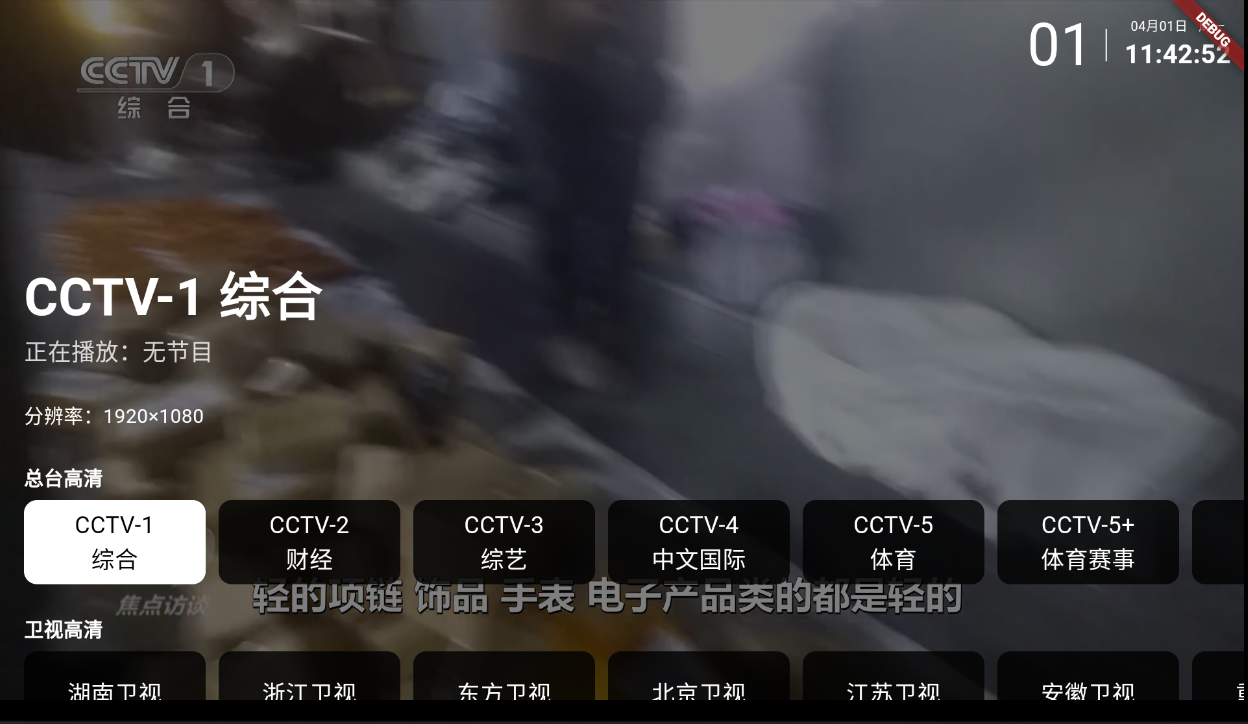 CCTV 1
综合
01
04月01日
DEBUG
11:42:52
CCTV-1 综合
正在播放：无节目
分辨率：1920×1080
总台高清
CCTV-1
综合
CCTV-2
财经
CCTV-3
综艺
CCTV-4
中文国际
CCTV-5
体育
CCTV-5+
体育赛事
焦点访谈
轻的项链 饰品 手表 电子产品类的都是轻的
卫视高清
湖南卫视
浙江卫视
东方卫视
北京卫视
江苏卫视
安徽卫视